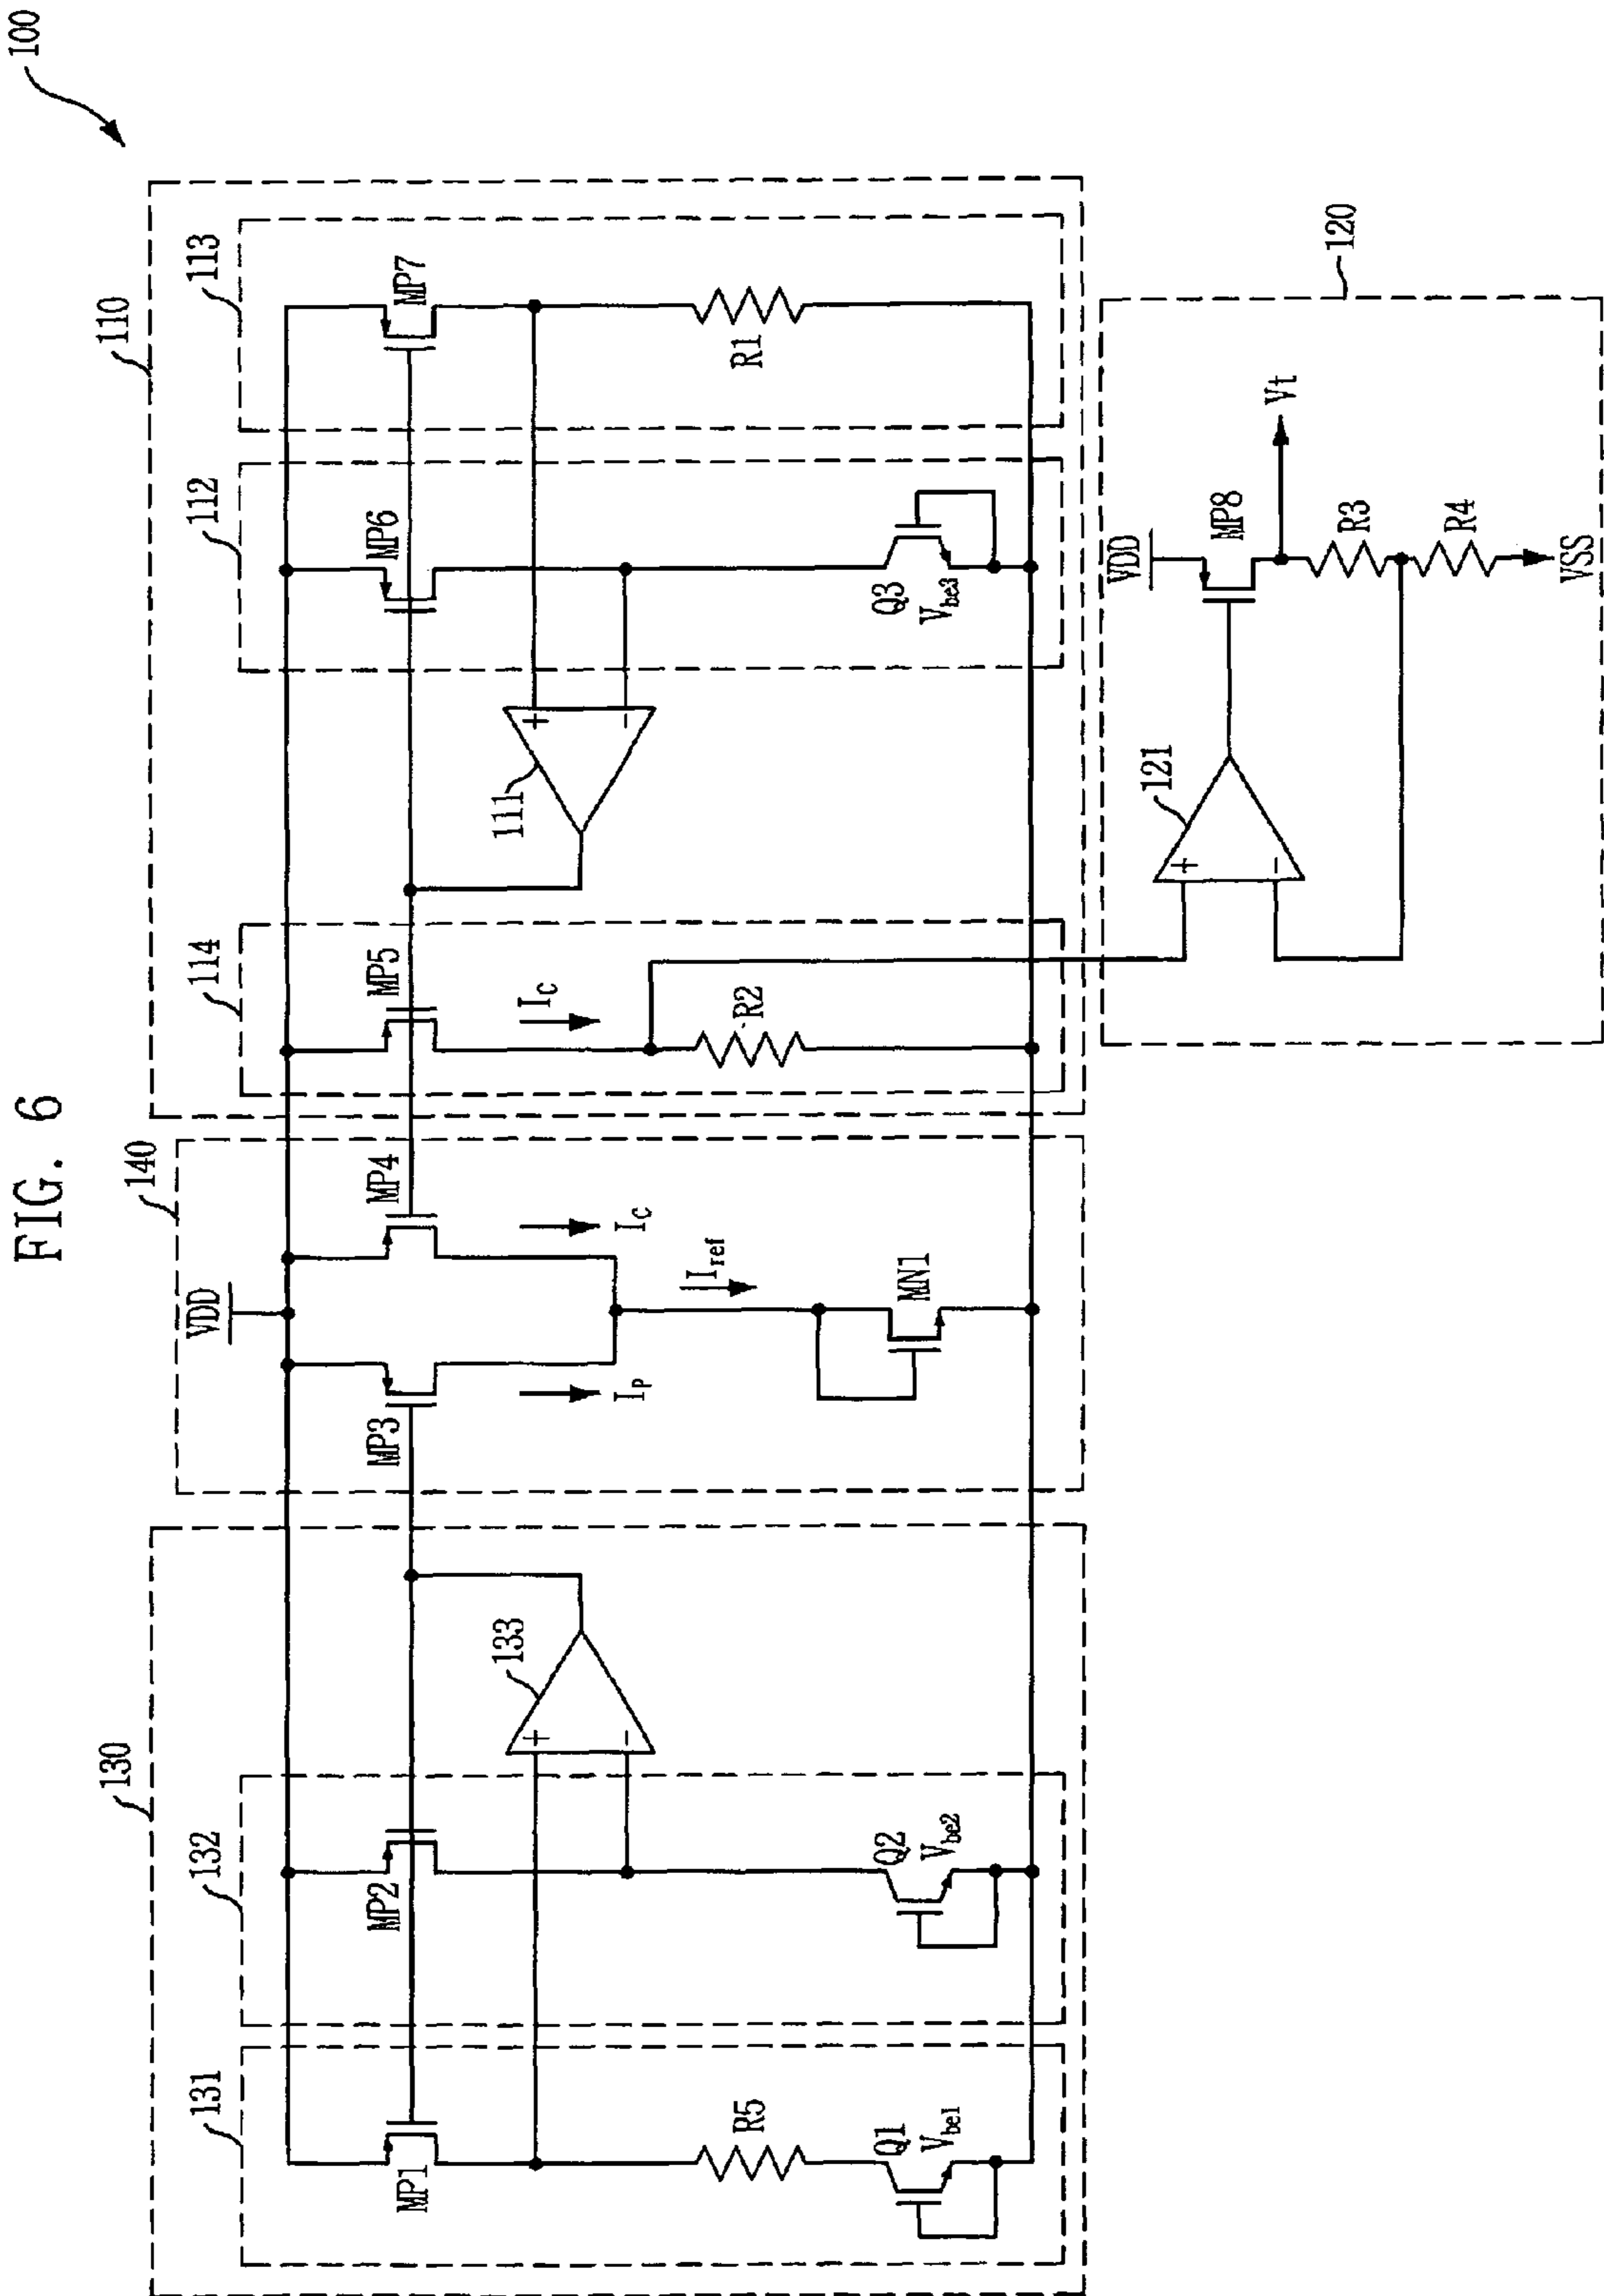 FIG. 6
100
110
113
MP7
R1
112
MP6
Q3
Vbe3
111
+
-
114
MP5
IC
R2
120
VDD
MP8
Vt
R3
R4
VSS
121
+
-
140
VDD
MP4
IC
MP3
IP
Iref
MN1
130
133
+
-
132
MP2
Q2
Vbe2
131
MP1
R5
Q1
Vbe1